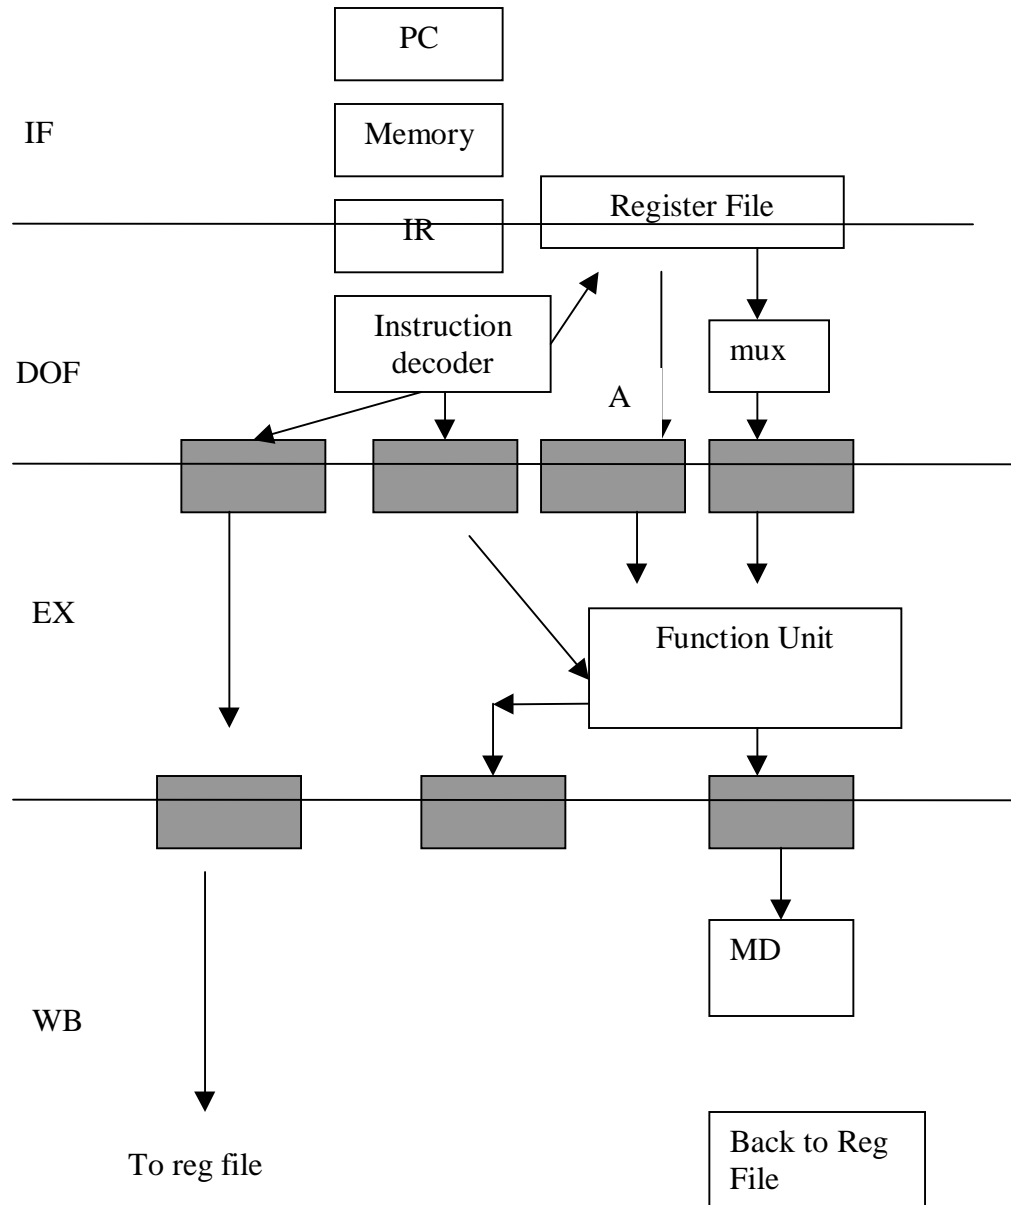 PC
IF
Memory
Register File
IR
Instruction
decoder
mux
DOF
A
EX
Function Unit
MD
WB
Back to Reg
File
To reg file